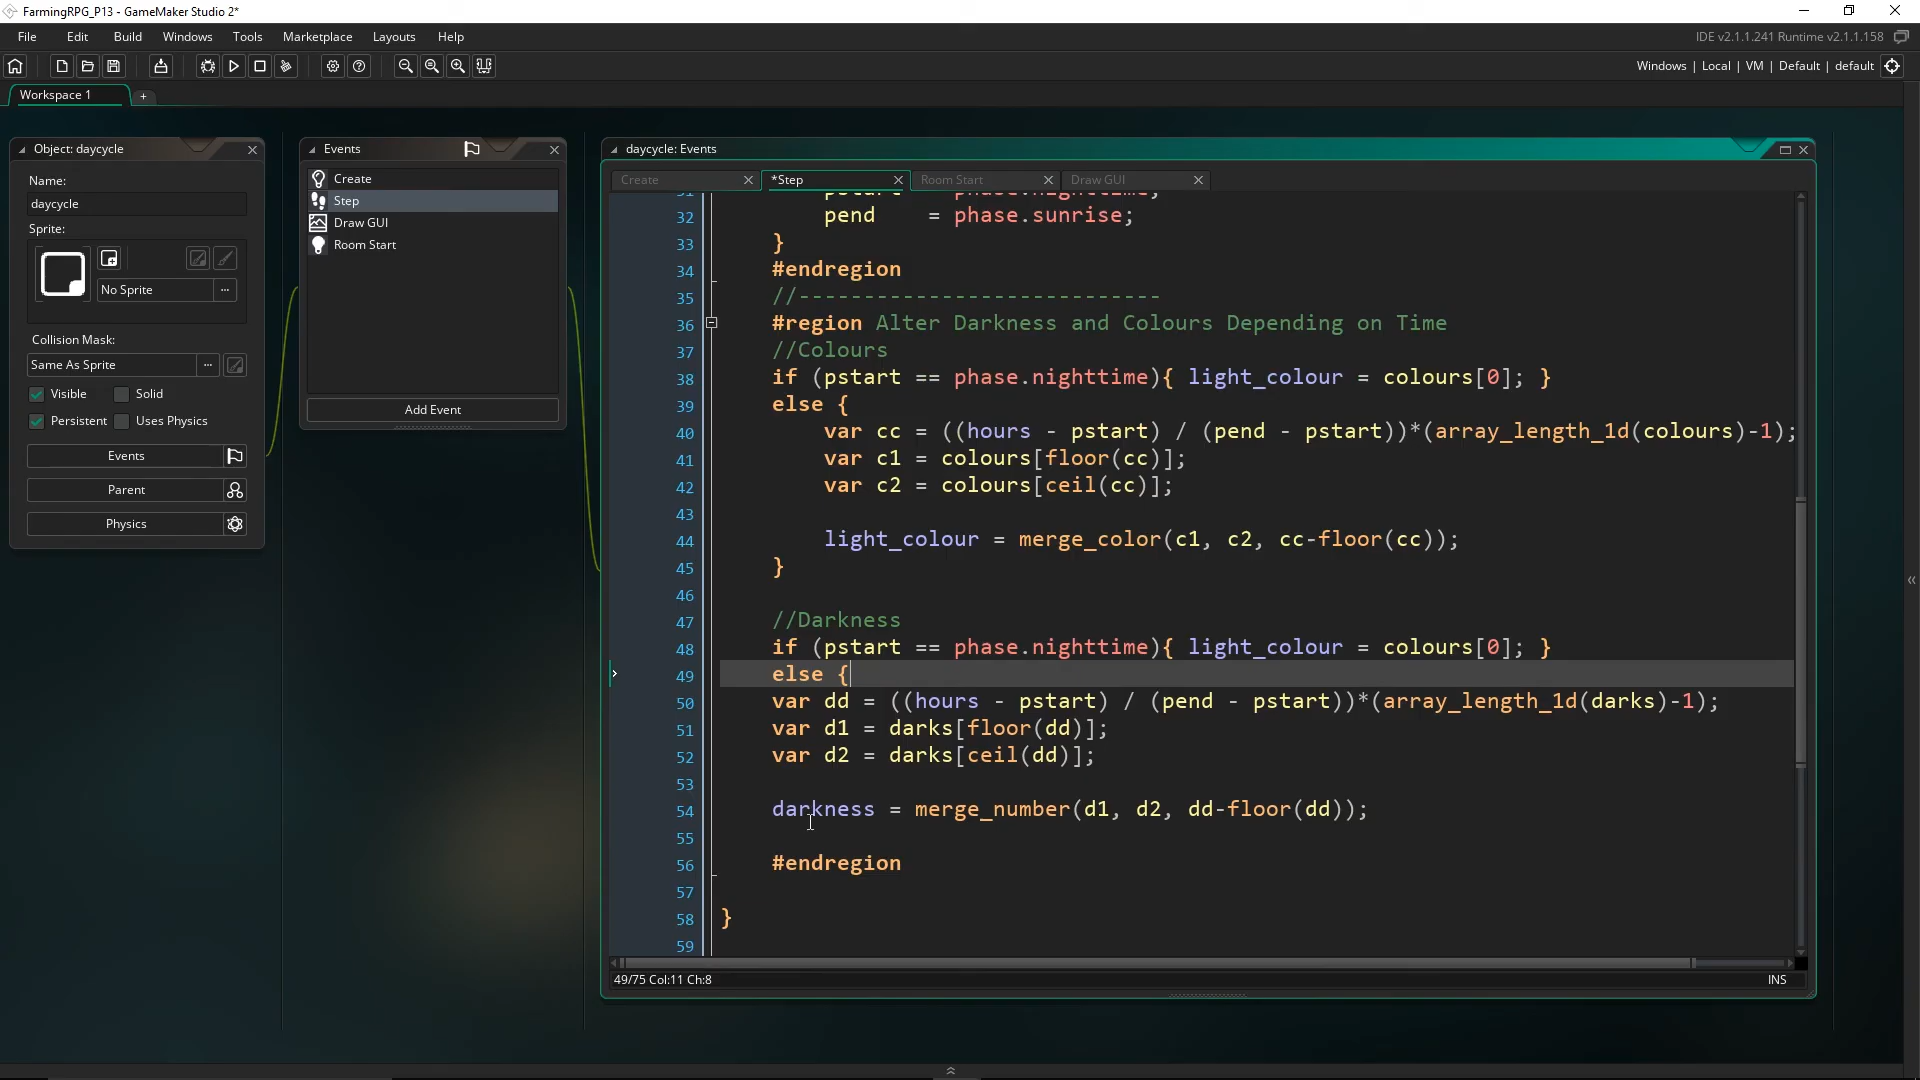 FarmingRPG_P13 - GameMaker Studio 2*
File Edit Build Windows Tools Marketplace Layouts Help
IDE v2.1.1.241 Runtime v2.1.1.158
Windows | Local | VM | Default | default
Workspace 1 +
Object: daycycle
Name:
daycycle
Sprite:
No Sprite ...
Collision Mask:
Same As Sprite ...
Visible Solid
Persistent Uses Physics
Events
Parent
Physics
Events
Create
Step
Draw GUI
Room Start
Add Event
daycycle: Events
Create *Step Room Start Draw GUI
32 pend = phase.sunrise;
33 }
34 #endregion
35 //----------------------------
36 #region Alter Darkness and Colours Depending on Time
37 //Colours
38 if (pstart == phase.nighttime){ light_colour = colours[0]; }
39 else {
40 var cc = ((hours - pstart) / (pend - pstart))*(array_length_1d(colours)-1);
41 var c1 = colours[floor(cc)];
42 var c2 = colours[ceil(cc)];
43
44 light_colour = merge_color(c1, c2, cc-floor(cc));
45 }
46
47 //Darkness
48 if (pstart == phase.nighttime){ light_colour = colours[0]; }
49 else {
50 var dd = ((hours - pstart) / (pend - pstart))*(array_length_1d(darks)-1);
51 var d1 = darks[floor(dd)];
52 var d2 = darks[ceil(dd)];
53
54 darkness = merge_number(d1, d2, dd-floor(dd));
55
56 #endregion
57
58 }
59
49/75 Col:11 Ch:8 INS